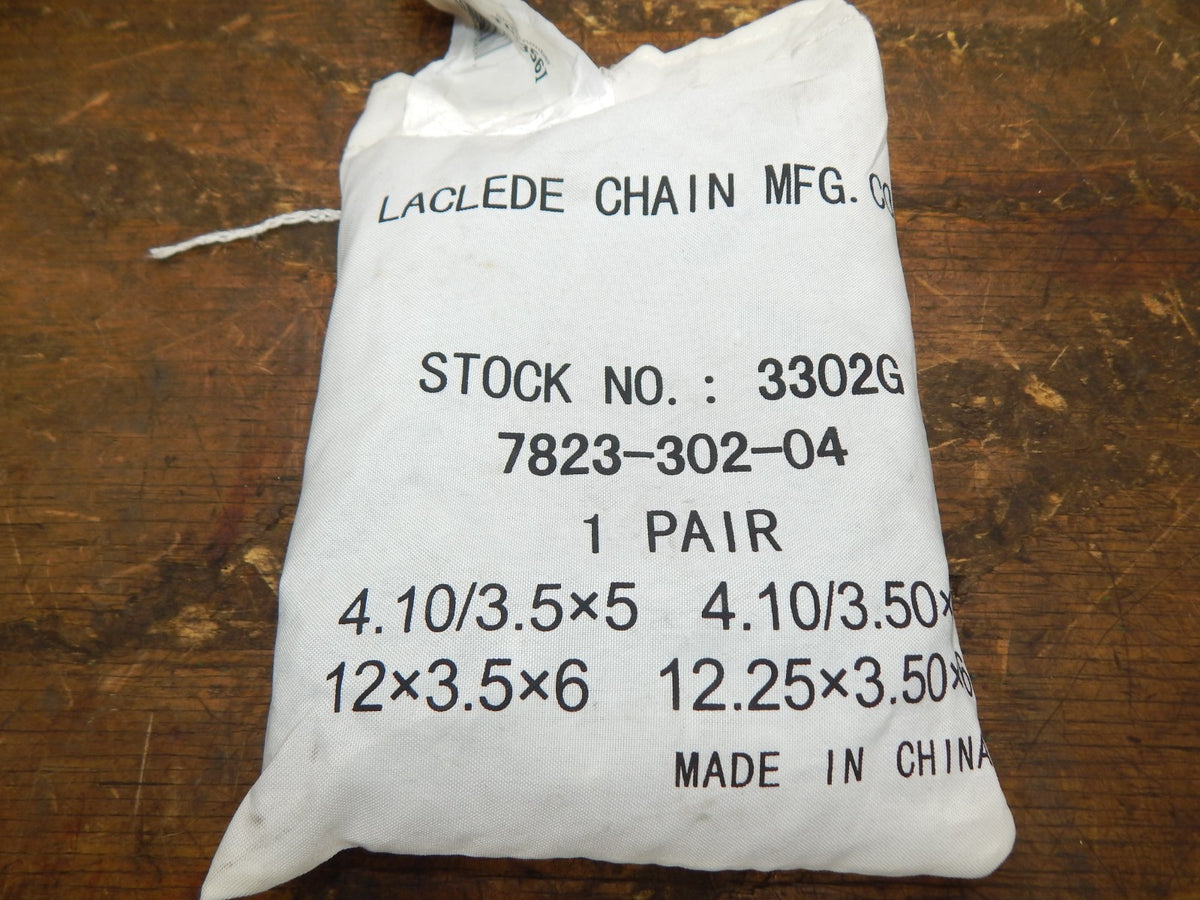 LACLEDE CHAIN MFG. CO
STOCK NO.: 3302G
7823-302-04
1 PAIR
4.10/3.5×5 4.10/3.50×
12×3.5×6 12.25×3.50×6
MADE IN CHINA